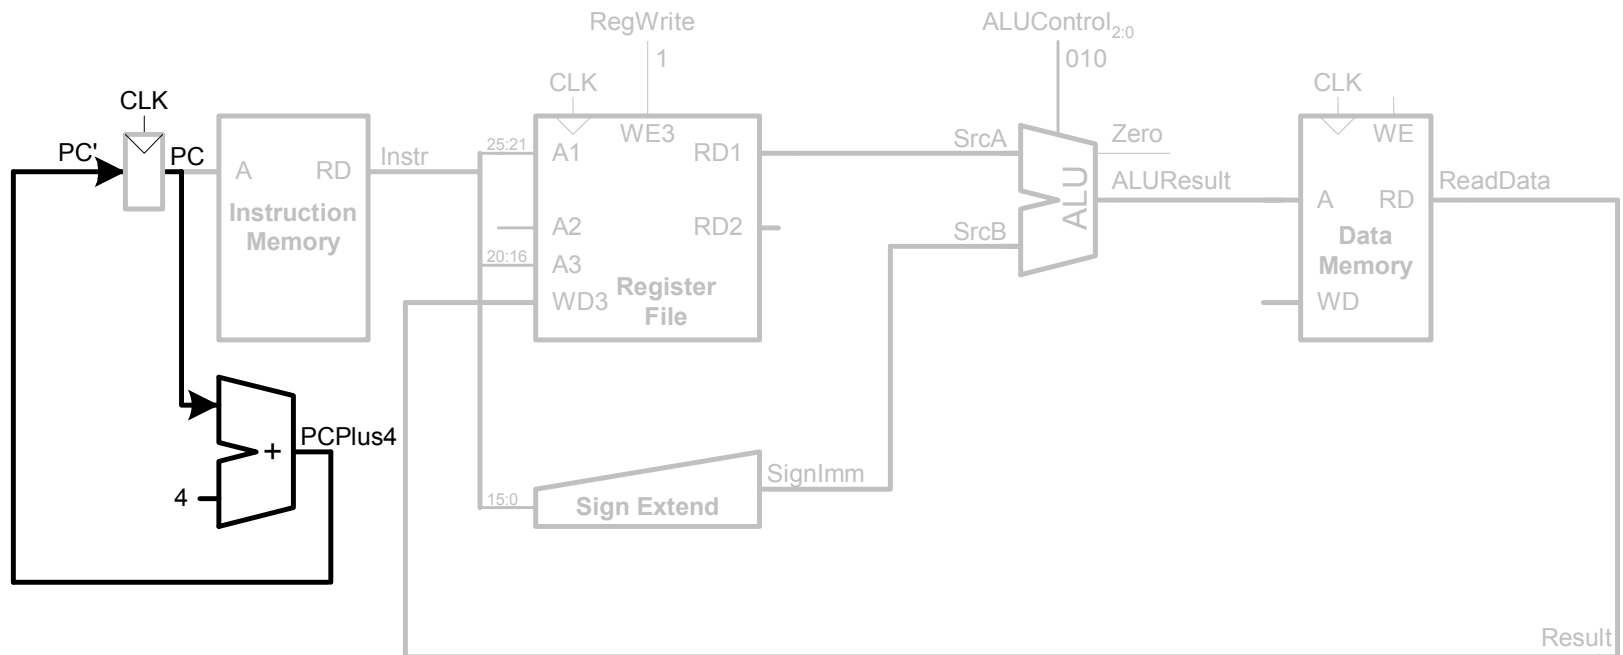 RegWrite
ALUControl2:0
1
010
CLK
CLK
CLK
PC'
PC
A
RD
Instruction
Memory
Instr
25:21
A1
WE3
RD1
A2
RD2
20:16
A3
WD3
Register
File
SrcA
SrcB
ALU
Zero
ALUResult
WE
A
RD
Data
Memory
WD
ReadData
+
PCPlus4
4
15:0
Sign Extend
SignImm
Result